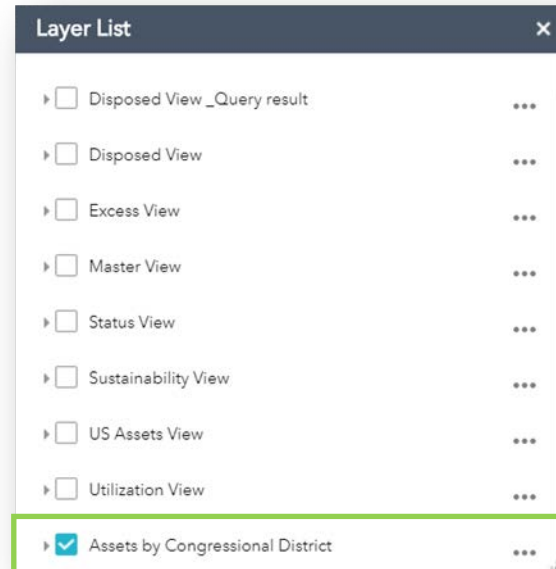 Layer List
Disposed View _Query result
Disposed View
Excess View
Master View
Status View
Sustainability View
US Assets View
Utilization View
Assets by Congressional District